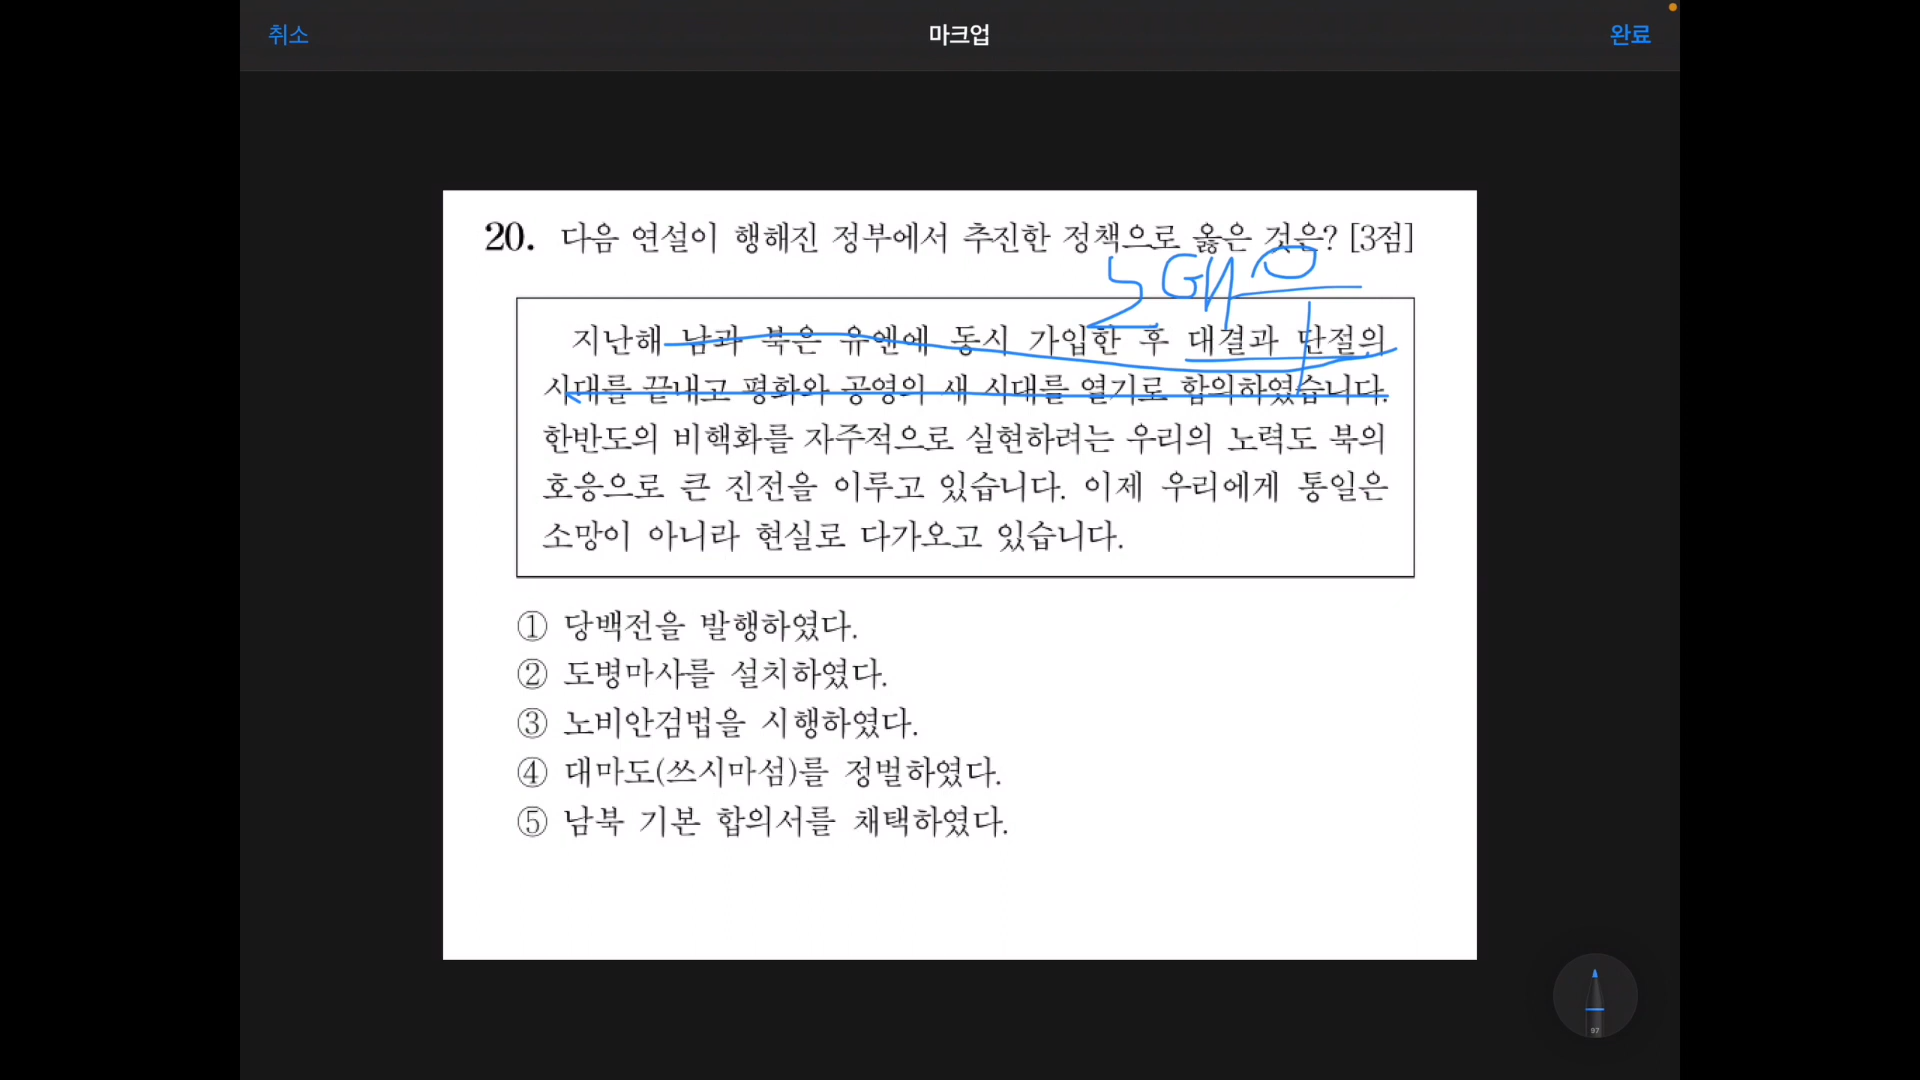 취소 마크업 완료
20. 다음 연설이 행해진 정부에서 추진한 정책으로 옳은 것은? [3점]
노태우
지난해 남과 북은 유엔에 동시 가입한 후 대결과 단절의
시대를 끝내고 평화와 공영의 새 시대를 열기로 합의하였습니다.
한반도의 비핵화를 자주적으로 실현하려는 우리의 노력도 북의
호응으로 큰 진전을 이루고 있습니다. 이제 우리에게 통일은
소망이 아니라 현실로 다가오고 있습니다.
① 당백전을 발행하였다.
② 도병마사를 설치하였다.
③ 노비안검법을 시행하였다.
④ 대마도(쓰시마섬)를 정벌하였다.
⑤ 남북 기본 합의서를 채택하였다.
97